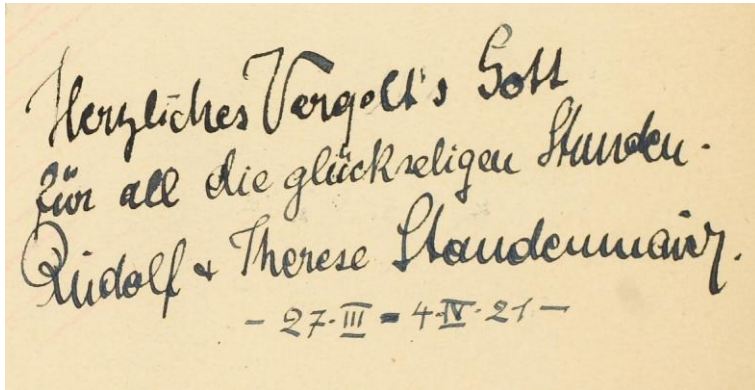 Herzliches Vergelt's Gott
für all die glückseligen Stunden.
Rudolf + Therese Staudenmaier.
- 27. III = 4. IV. 21 -